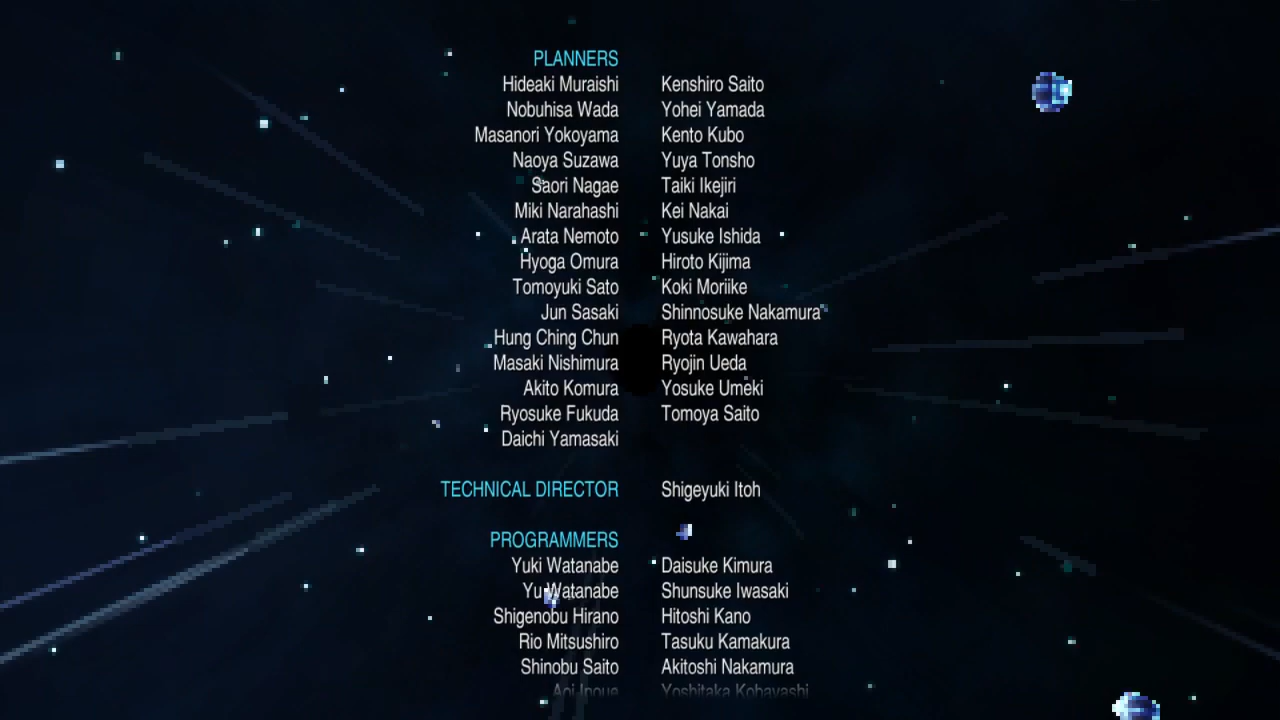 PLANNERS
Hideaki Muraishi Kenshiro Saito
Nobuhisa Wada Yohei Yamada
Masanori Yokoyama Kento Kubo
Naoya Suzawa Yuya Tonsho
Saori Nagae Taiki Ikejiri
Miki Narahashi Kei Nakai
Arata Nemoto Yusuke Ishida
Hyoga Omura Hiroto Kijima
Tomoyuki Sato Koki Moriike
Jun Sasaki Shinnosuke Nakamura
Hung Ching Chun Ryota Kawahara
Masaki Nishimura Ryojin Ueda
Akito Komura Yosuke Umeki
Ryosuke Fukuda Tomoya Saito
Daichi Yamasaki
TECHNICAL DIRECTOR Shigeyuki Itoh
PROGRAMMERS
Yuki Watanabe Daisuke Kimura
Yu Watanabe Shunsuke Iwasaki
Shigenobu Hirano Hitoshi Kano
Rio Mitsushiro Tasuku Kamakura
Shinobu Saito Akitoshi Nakamura
Aoi Inoue Yoshitaka Kobayashi